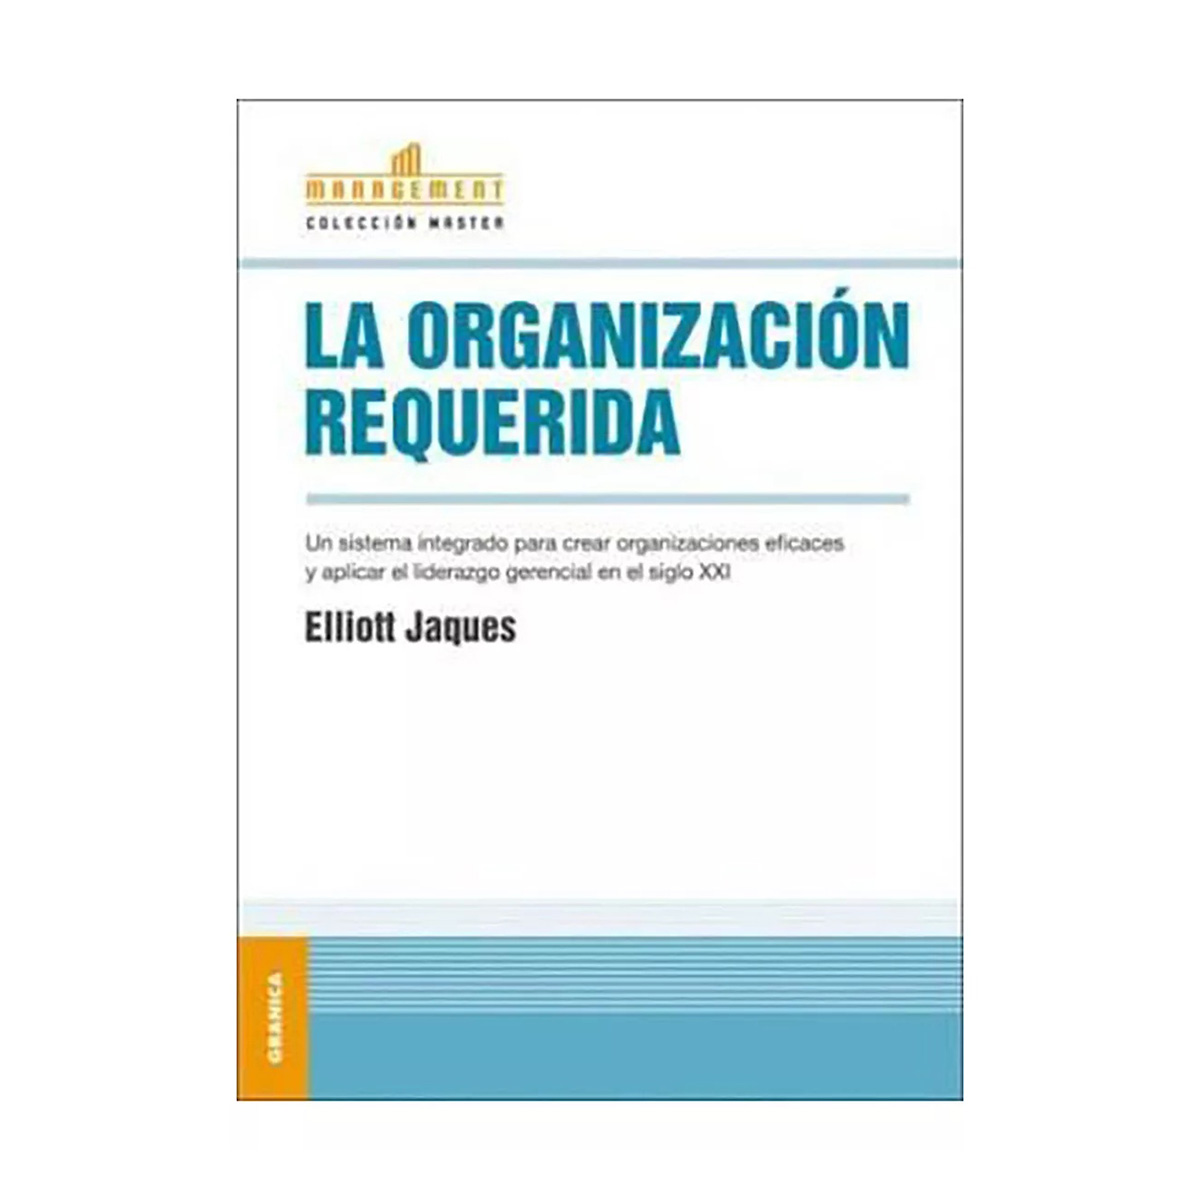 MANAGEMENT
COLECCIÓN MASTER
LA ORGANIZACIÓN
REQUERIDA
Un sistema integrado para crear organizaciones eficaces
y aplicar el liderazgo gerencial en el siglo XXI
Elliott Jaques
GRANICA